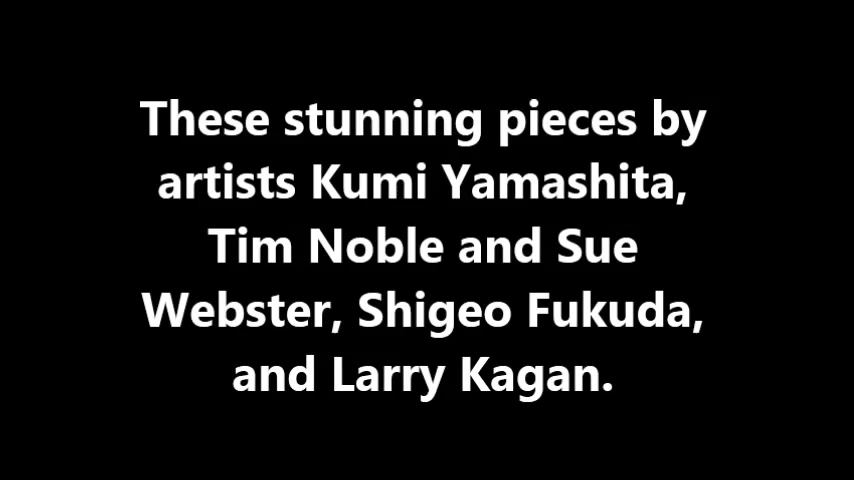 These stunning pieces by
artists Kumi Yamashita,
Tim Noble and Sue
Webster, Shigeo Fukuda,
and Larry Kagan.